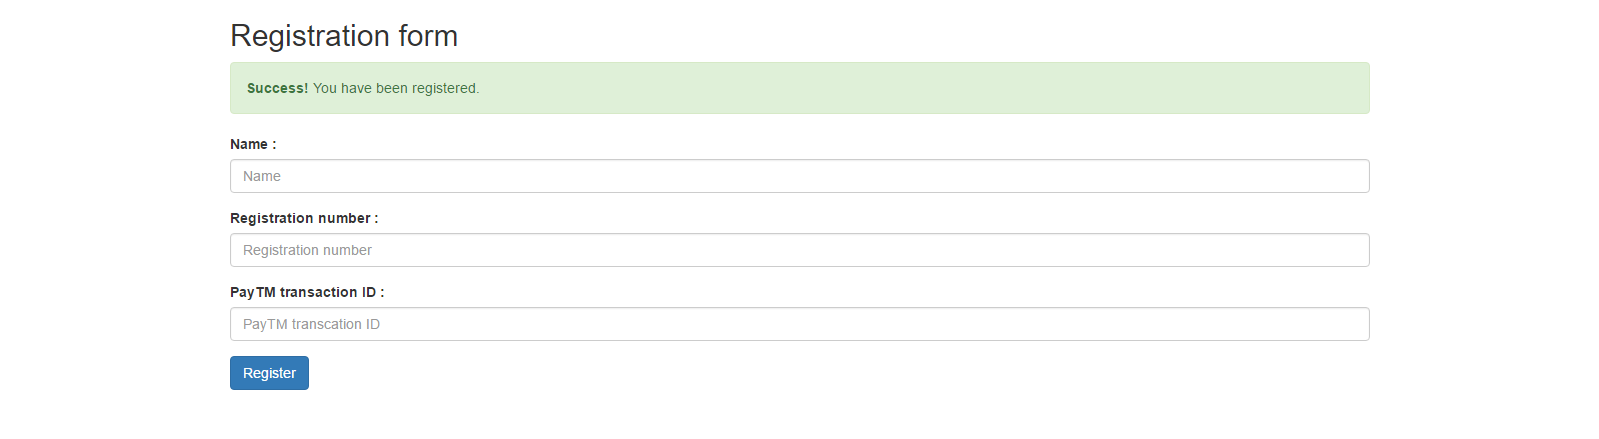 Registration form
Success! You have been registered.
Name :
Name
Registration number :
Registration number
PayTM transaction ID :
PayTM transcation ID
Register